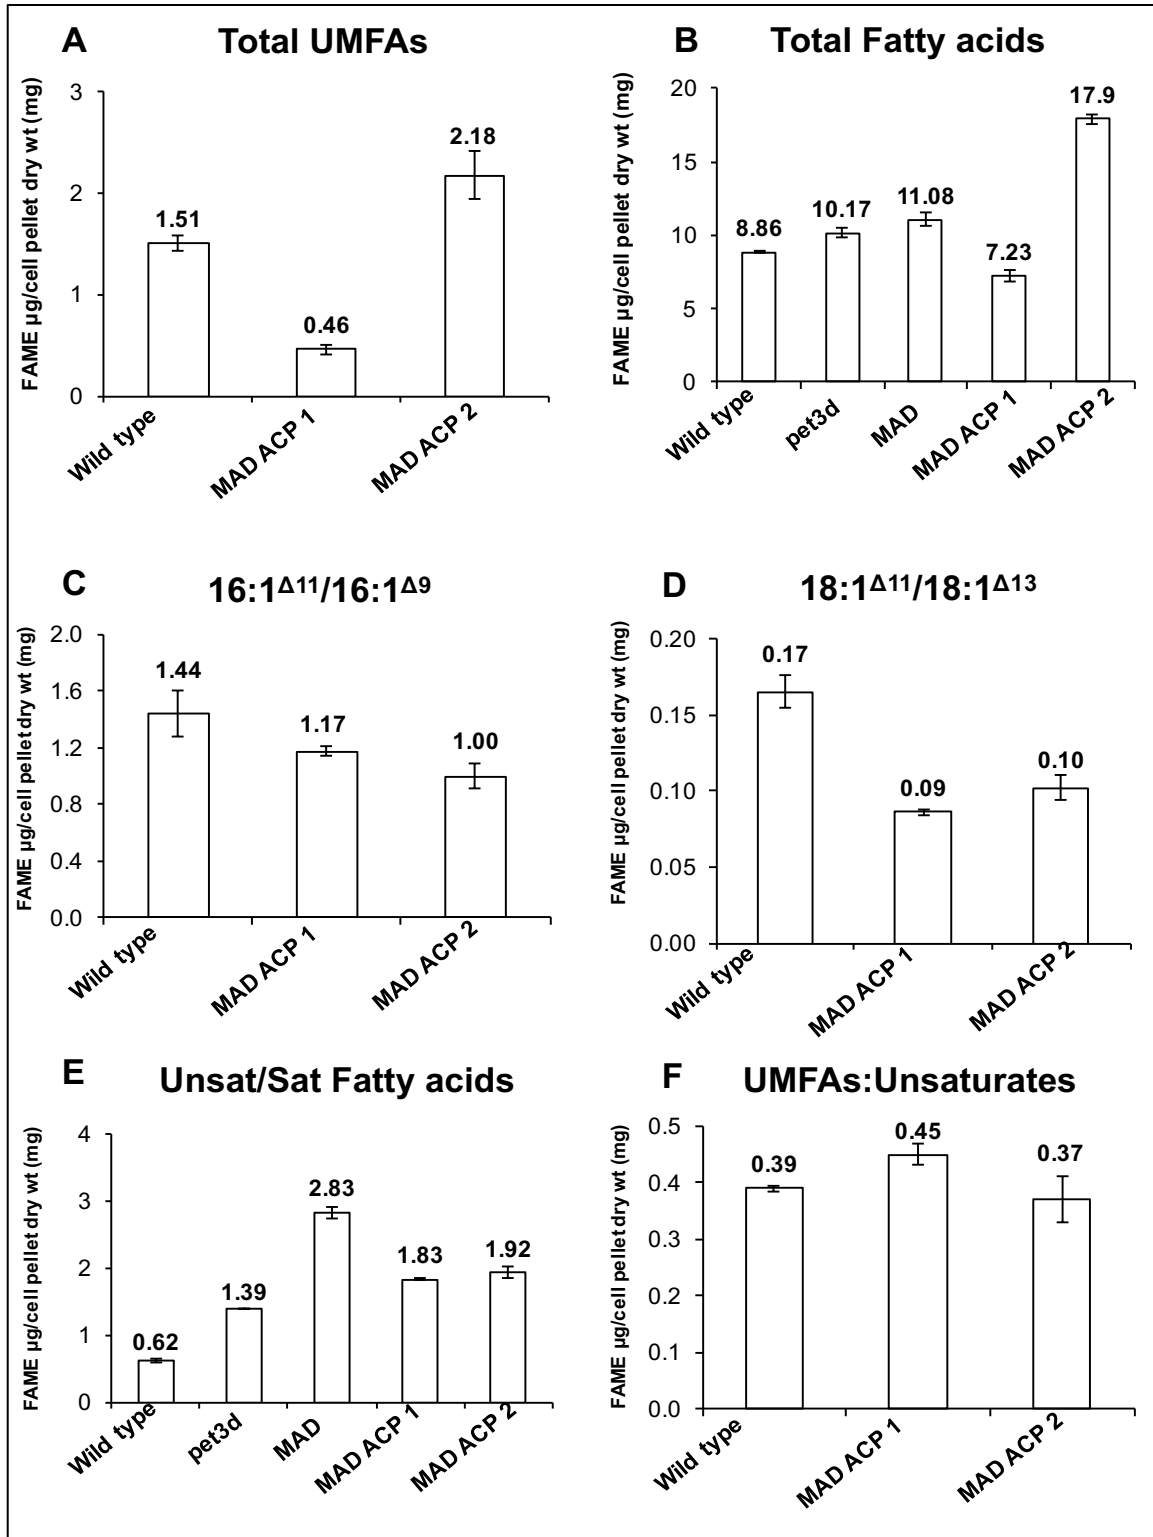 A Total UMFAs
FAME µg/cell pellet dry wt (mg)
3
2
1
0
1.51
0.46
2.18
Wild type
MAD ACP 1
MAD ACP 2
B Total Fatty acids
FAME µg/cell pellet dry wt (mg)
20
15
10
5
0
8.86
10.17
11.08
7.23
17.9
Wild type
pet3d
MAD
MAD ACP 1
MAD ACP 2
C 16:1Δ11/16:1Δ9
FAME µg/cell pellet dry wt (mg)
2.0
1.6
1.2
0.8
0.4
0.0
1.44
1.17
1.00
Wild type
MAD ACP 1
MAD ACP 2
D 18:1Δ11/18:1Δ13
FAME µg/cell pellet dry wt (mg)
0.20
0.15
0.10
0.05
0.00
0.17
0.09
0.10
Wild type
MAD ACP 1
MAD ACP 2
E Unsat/Sat Fatty acids
FAME µg/cell pellet dry wt (mg)
4
3
2
1
0
0.62
1.39
2.83
1.83
1.92
Wild type
pet3d
MAD
MAD ACP 1
MAD ACP 2
F UMFAs:Unsaturates
FAME µg/cell pellet dry wt (mg)
0.5
0.4
0.3
0.2
0.1
0.0
0.39
0.45
0.37
Wild type
MAD ACP 1
MAD ACP 2